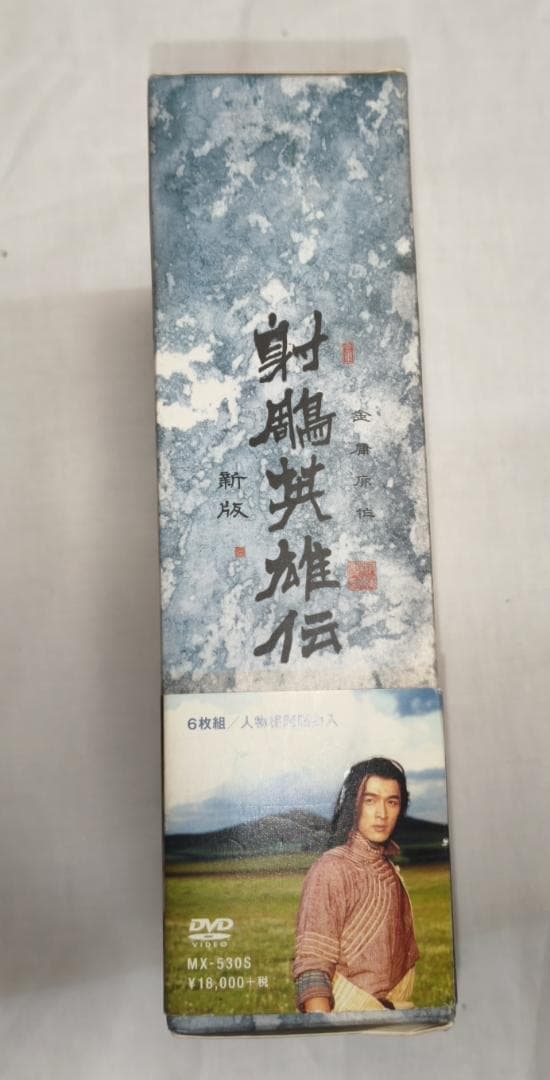 射鵰英雄伝
金庸原作
新版
6枚組/人物相関図封入
DVD
VIDEO
MX-530S
¥18,000+税